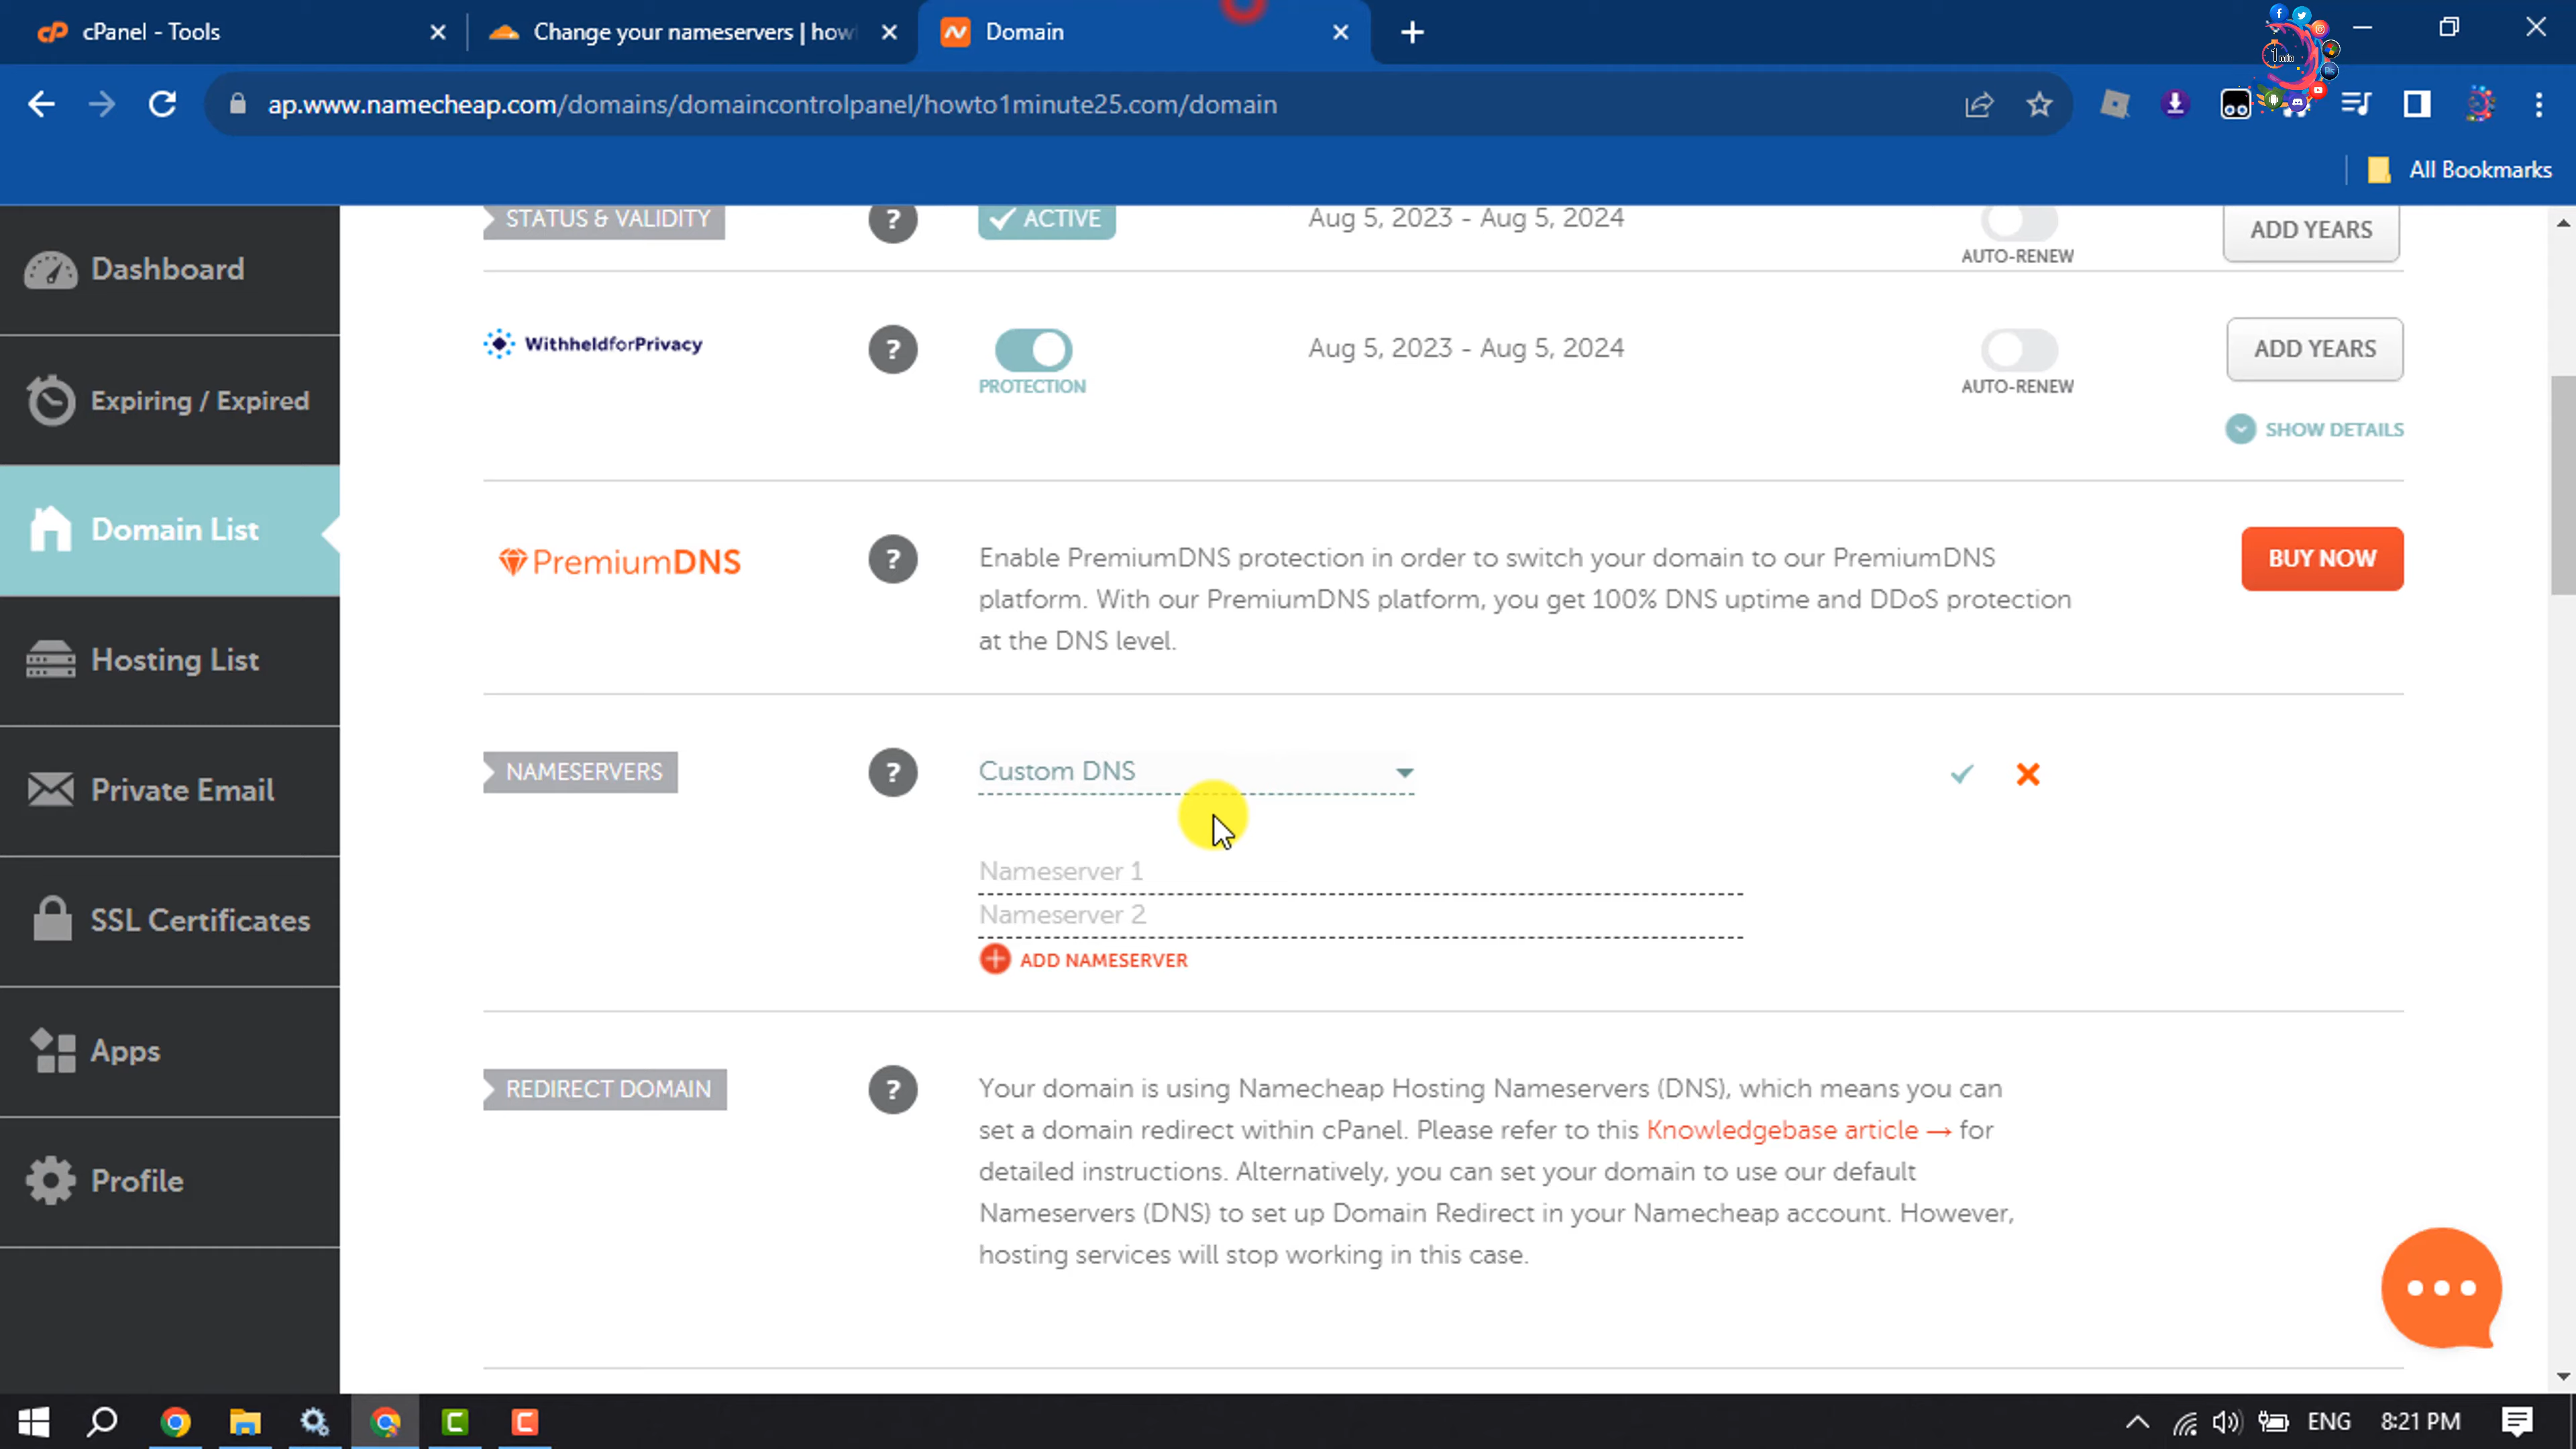 cPanel - Tools
Change your nameservers | how
Domain
ap.www.namecheap.com/domains/domaincontrolpanel/howto1minute25.com/domain
All Bookmarks
STATUS & VALIDITY
?
ACTIVE
Aug 5, 2023 - Aug 5, 2024
AUTO-RENEW
ADD YEARS
Dashboard
WithheldforPrivacy
?
PROTECTION
Aug 5, 2023 - Aug 5, 2024
AUTO-RENEW
ADD YEARS
SHOW DETAILS
Expiring / Expired
Domain List
PremiumDNS
?
Enable PremiumDNS protection in order to switch your domain to our PremiumDNS
platform. With our PremiumDNS platform, you get 100% DNS uptime and DDoS protection
at the DNS level.
BUY NOW
Hosting List
Private Email
NAMESERVERS
?
Custom DNS
Nameserver 1
Nameserver 2
ADD NAMESERVER
SSL Certificates
Apps
REDIRECT DOMAIN
?
Your domain is using Namecheap Hosting Nameservers (DNS), which means you can
set a domain redirect within cPanel. Please refer to this Knowledgebase article → for
detailed instructions. Alternatively, you can set your domain to use our default
Nameservers (DNS) to set up Domain Redirect in your Namecheap account. However,
hosting services will stop working in this case.
Profile
ENG
8:21 PM